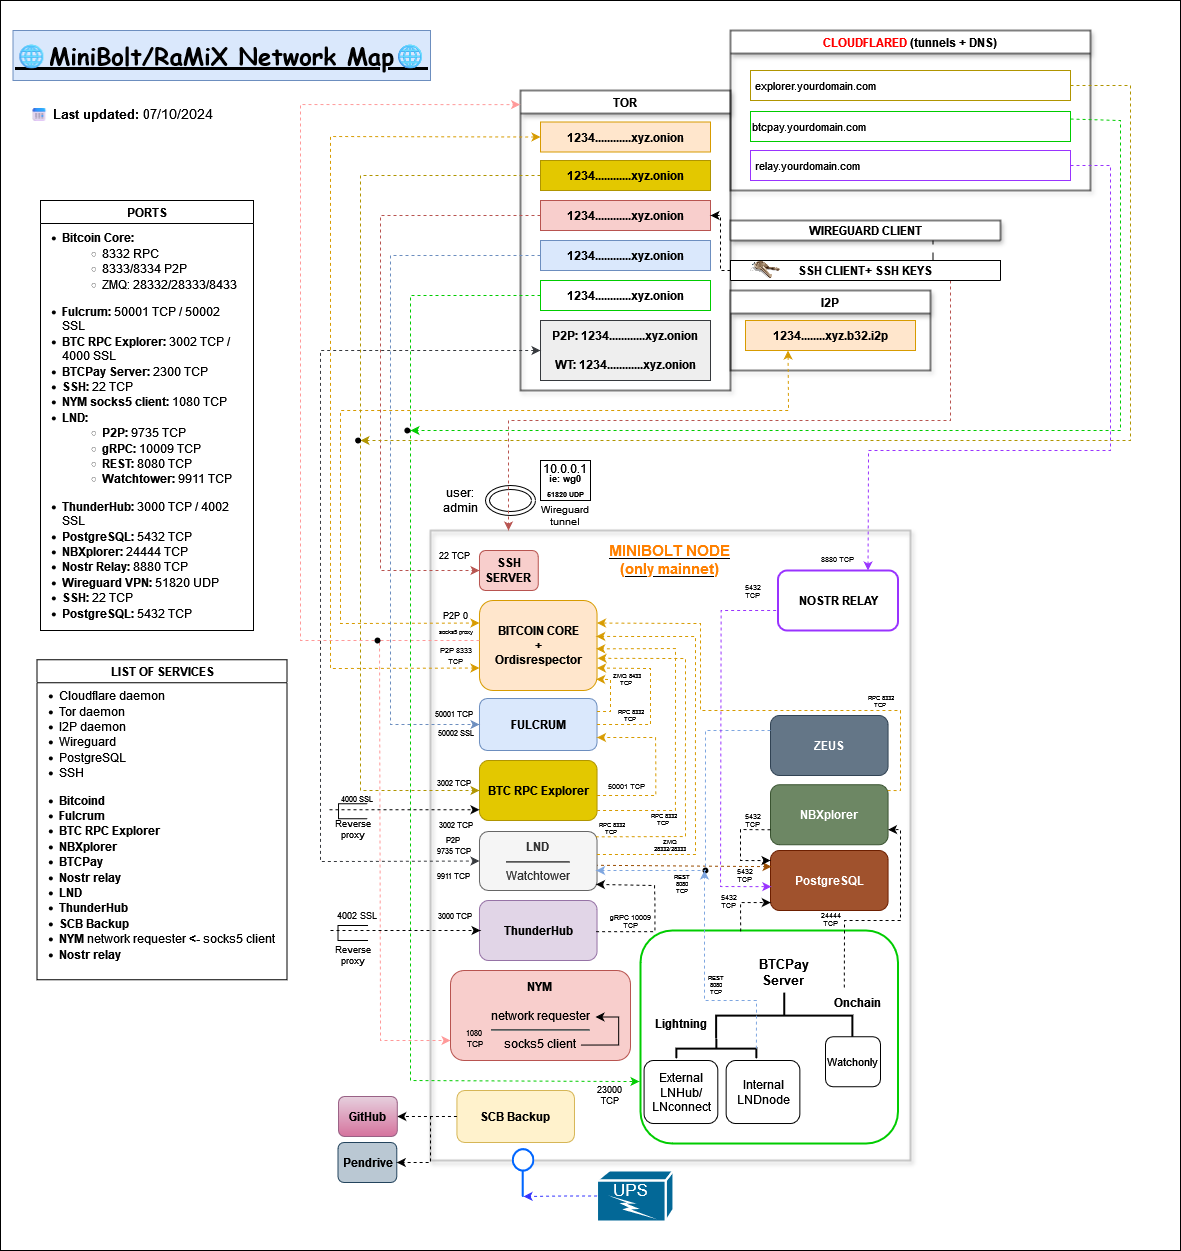 MiniBolt/RaMiX Network Map
Last updated: 07/10/2024
CLOUDFLARED (tunnels + DNS)
explorer.yourdomain.com
btcpay.yourdomain.com
relay.yourdomain.com
TOR
1234............xyz.onion
1234............xyz.onion
1234............xyz.onion
1234............xyz.onion
1234............xyz.onion
P2P: 1234............xyz.onion
WT: 1234............xyz.onion
WIREGUARD CLIENT
SSH CLIENT+ SSH KEYS
I2P
1234........xyz.b32.i2p
PORTS
Bitcoin Core:
8332 RPC
8333/8334 P2P
ZMQ: 28332/28333/8433
Fulcrum: 50001 TCP / 50002
SSL
BTC RPC Explorer: 3002 TCP /
4000 SSL
BTCPay Server: 2300 TCP
SSH: 22 TCP
NYM socks5 client: 1080 TCP
LND:
P2P: 9735 TCP
gRPC: 10009 TCP
REST: 8080 TCP
Watchtower: 9911 TCP
ThunderHub: 3000 TCP / 4002
SSL
PostgreSQL: 5432 TCP
NBXplorer: 24444 TCP
Nostr Relay: 8880 TCP
Wireguard VPN: 51820 UDP
SSH: 22 TCP
PostgreSQL: 5432 TCP
LIST OF SERVICES
Cloudflare daemon
Tor daemon
I2P daemon
Wireguard
PostgreSQL
SSH
Bitcoind
Fulcrum
BTC RPC Explorer
NBXplorer
BTCPay
Nostr relay
LND
ThunderHub
SCB Backup
NYM network requester <- socks5 client
Nostr relay
user:
admin
10.0.0.1
ie: wg0
51820 UDP
Wireguard
tunnel
MINIBOLT NODE
(only mainnet)
22 TCP
SSH
SERVER
8880 TCP
5432
TCP
NOSTR RELAY
P2P 0
socks5 proxy
P2P 8333
TCP
BITCOIN CORE
+
Ordisrespector
ZMQ 8433
TCP
RPC 8332
TCP
RPC 8332
TCP
50001 TCP
50002 SSL
FULCRUM
ZEUS
3002 TCP
BTC RPC Explorer
50001 TCP
4000 SSL
Reverse
proxy
3002 TCP
RPC 8332
TCP
RPC 8332
TCP
NBXplorer
5432
TCP
P2P
9735 TCP
9911 TCP
LND
Watchtower
ZMQ
28332/28333
REST
8080
TCP
5432
TCP
PostgreSQL
5432
TCP
24444
TCP
4002 SSL
Reverse
proxy
3000 TCP
ThunderHub
gRPC 10009
TCP
NYM
network requester
1080
TCP
socks5 client
BTCPay
Server
REST
8080
TCP
Onchain
Lightning
Watchonly
External
LNHub/
LNconnect
Internal
LNDnode
23000
TCP
SCB Backup
GitHub
Pendrive
UPS